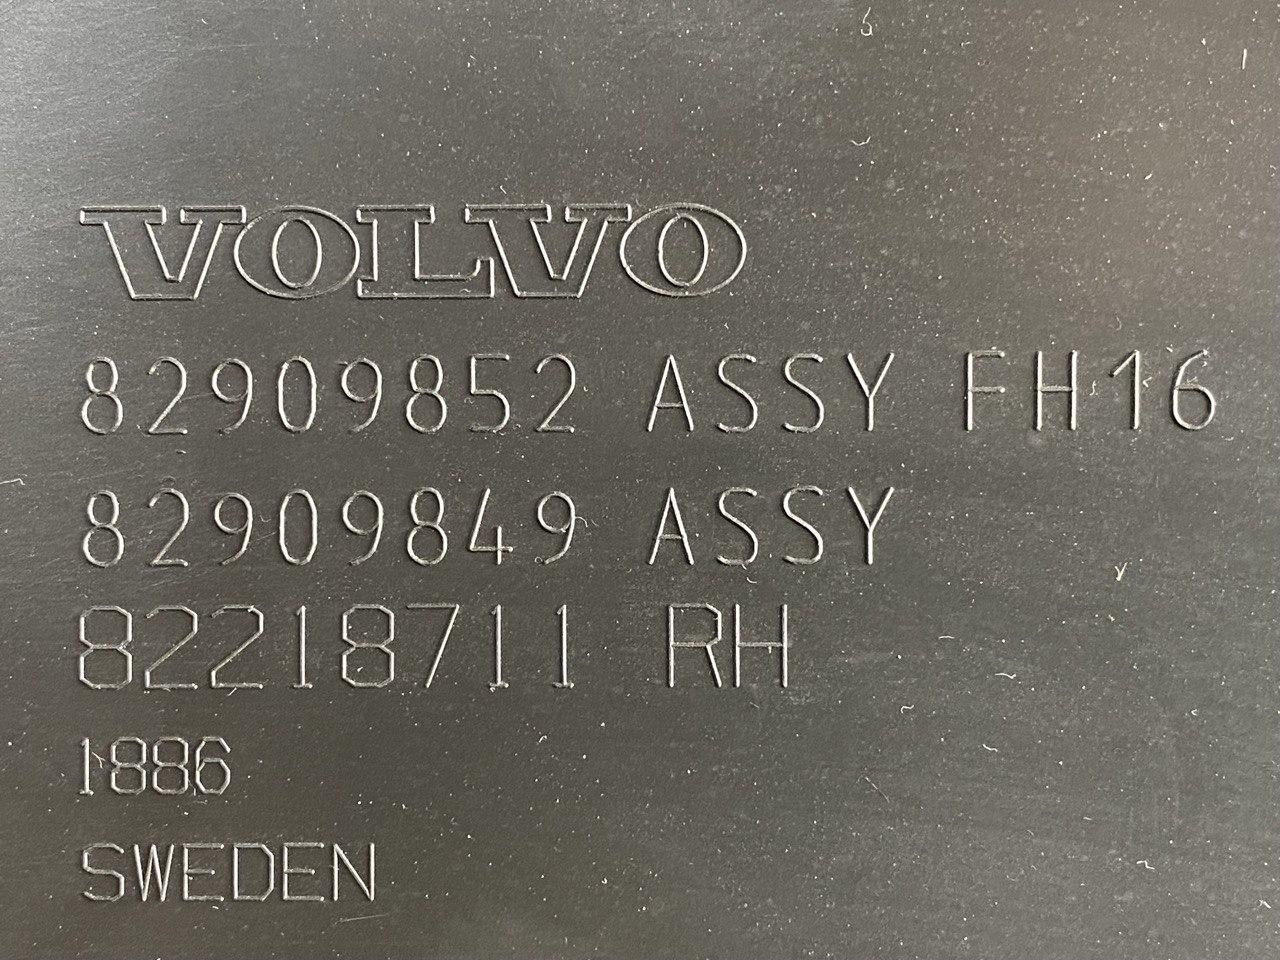 VOLVO
82909852 ASSY FH16
82909849 ASSY
82218711 RH
1886
SWEDEN